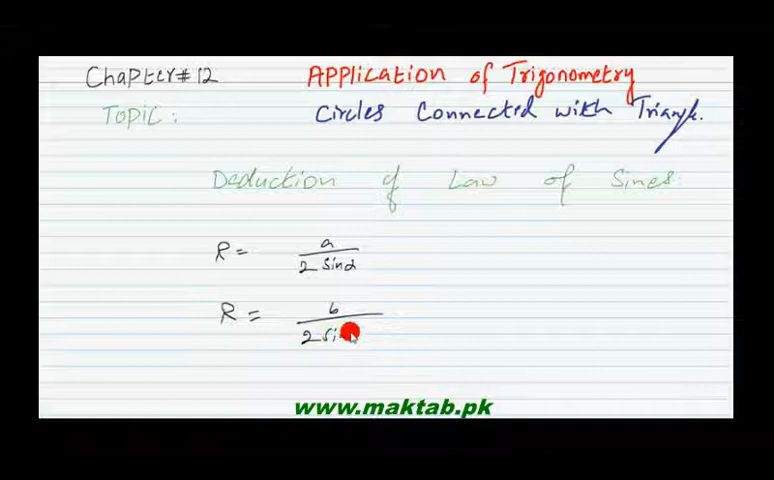 Chapter#12 Application of Trigonometry
Topic: Circles Connected with Triangle.
Deduction of Law of Sines
R = a / 2 Sinα
R = b / 2
www.maktab.pk